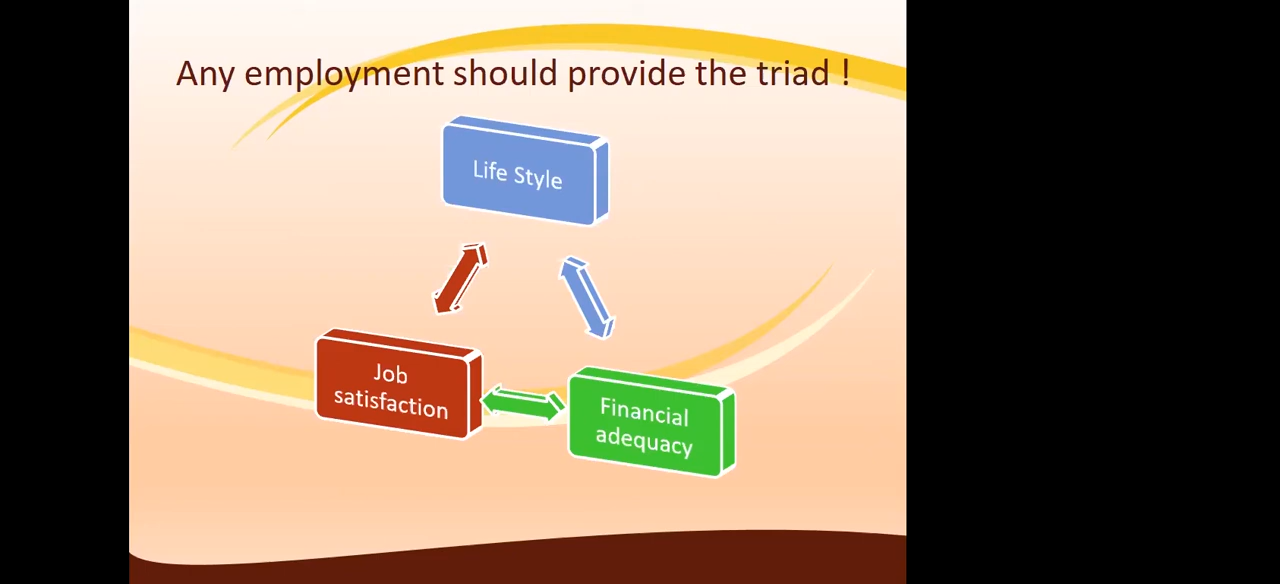 Any employment should provide the triad !
Life Style
Job
satisfaction
Financial
adequacy